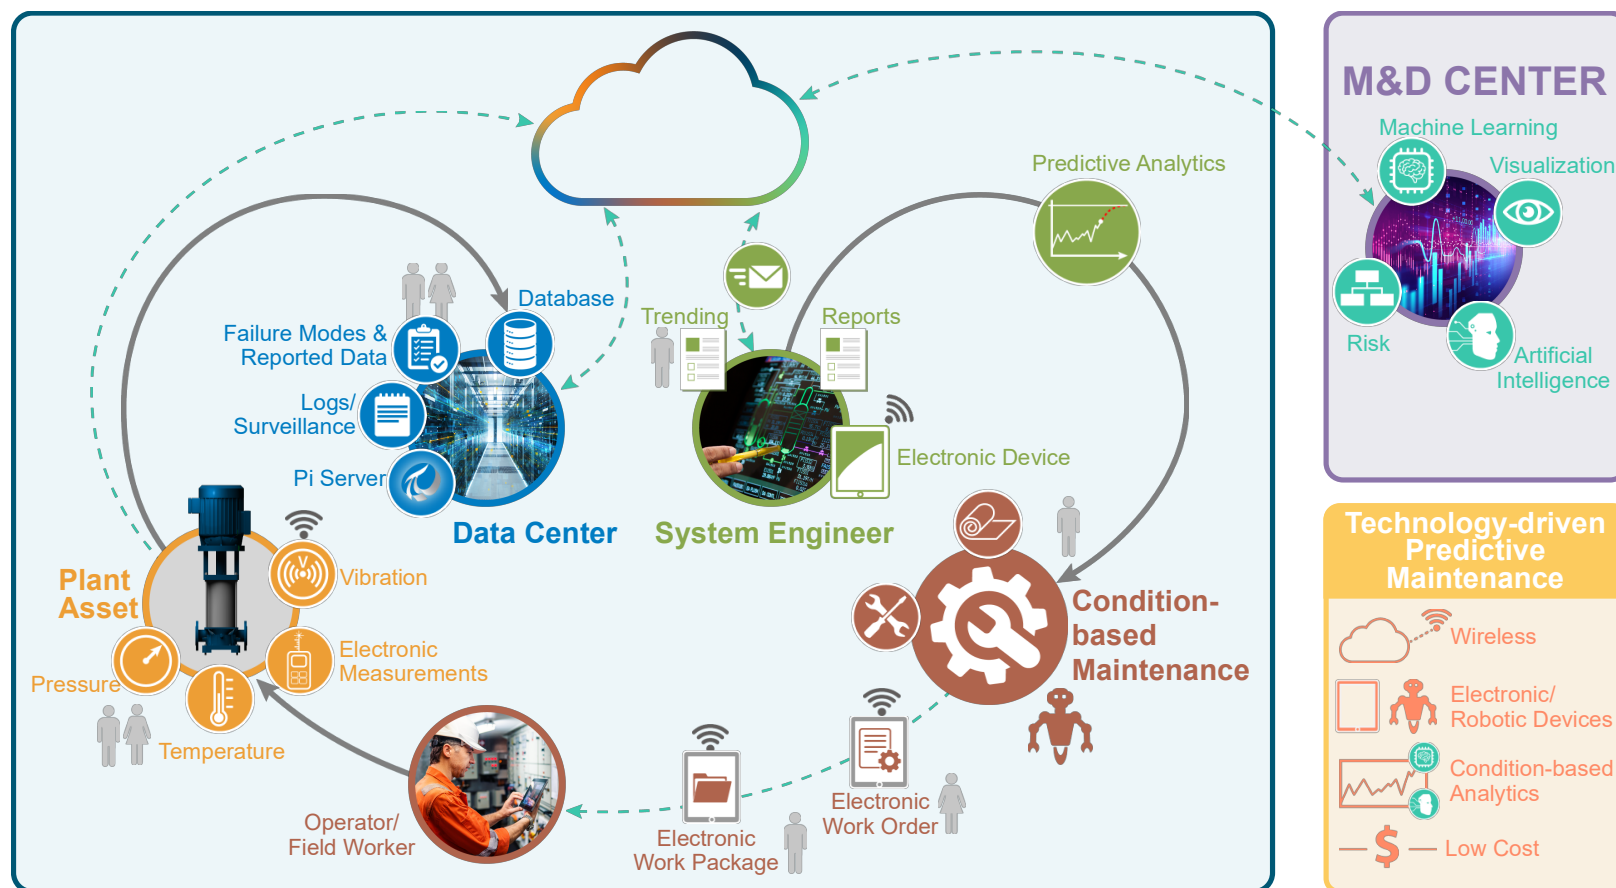 M&D CENTER
Machine Learning
Visualization
Risk
Artificial
Intelligence
Predictive Analytics
Database
Failure Modes &
Reported Data
Logs/
Surveillance
Pi Server
Data Center
Trending
Reports
Electronic Device
System Engineer
Plant
Asset
V
Vibration
Electronic
Measurements
Pressure
Temperature
Condition-
based
Maintenance
Operator/
Field Worker
Electronic
Work Package
Electronic
Work Order
Technology-driven
Predictive
Maintenance
Wireless
Electronic/
Robotic Devices
Condition-based
Analytics
$
Low Cost